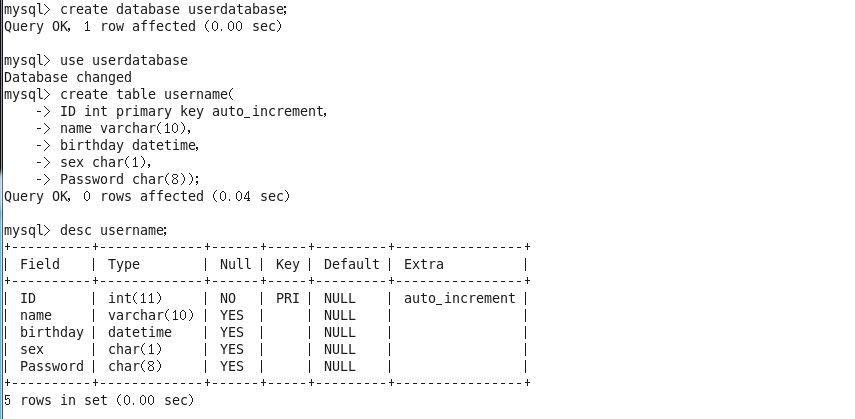 mysql> create database userdatabase;
Query OK, 1 row affected (0.00 sec)

mysql> use userdatabase
Database changed
mysql> create table username(
    -> ID int primary key auto_increment,
    -> name varchar(10),
    -> birthday datetime,
    -> sex char(1),
    -> Password char(8));
Query OK, 0 rows affected (0.04 sec)

mysql> desc username;
+----------+-------------+------+-----+---------+----------------+
| Field    | Type        | Null | Key | Default | Extra          |
+----------+-------------+------+-----+---------+----------------+
| ID       | int(11)     | NO   | PRI | NULL    | auto_increment |
| name     | varchar(10) | YES  |     | NULL    |                |
| birthday | datetime    | YES  |     | NULL    |                |
| sex      | char(1)     | YES  |     | NULL    |                |
| Password | char(8)     | YES  |     | NULL    |                |
+----------+-------------+------+-----+---------+----------------+
5 rows in set (0.00 sec)